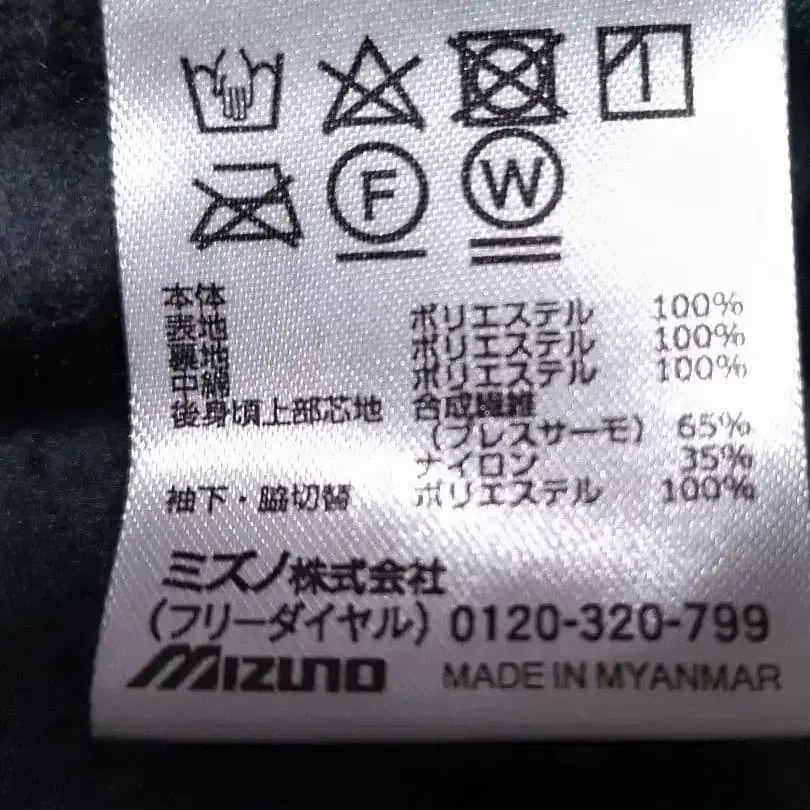 F W
本体
表地 ポリエステル 100%
裏地 ポリエステル 100%
中綿 ポリエステル 100%
後身頃上部芯地 合成繊維
(ブレスサーモ) 65%
ナイロン 35%
袖下・脇切替 ポリエステル 100%
ミズノ株式会社
(フリーダイヤル) 0120-320-799
MIZUNO MADE IN MYANMAR